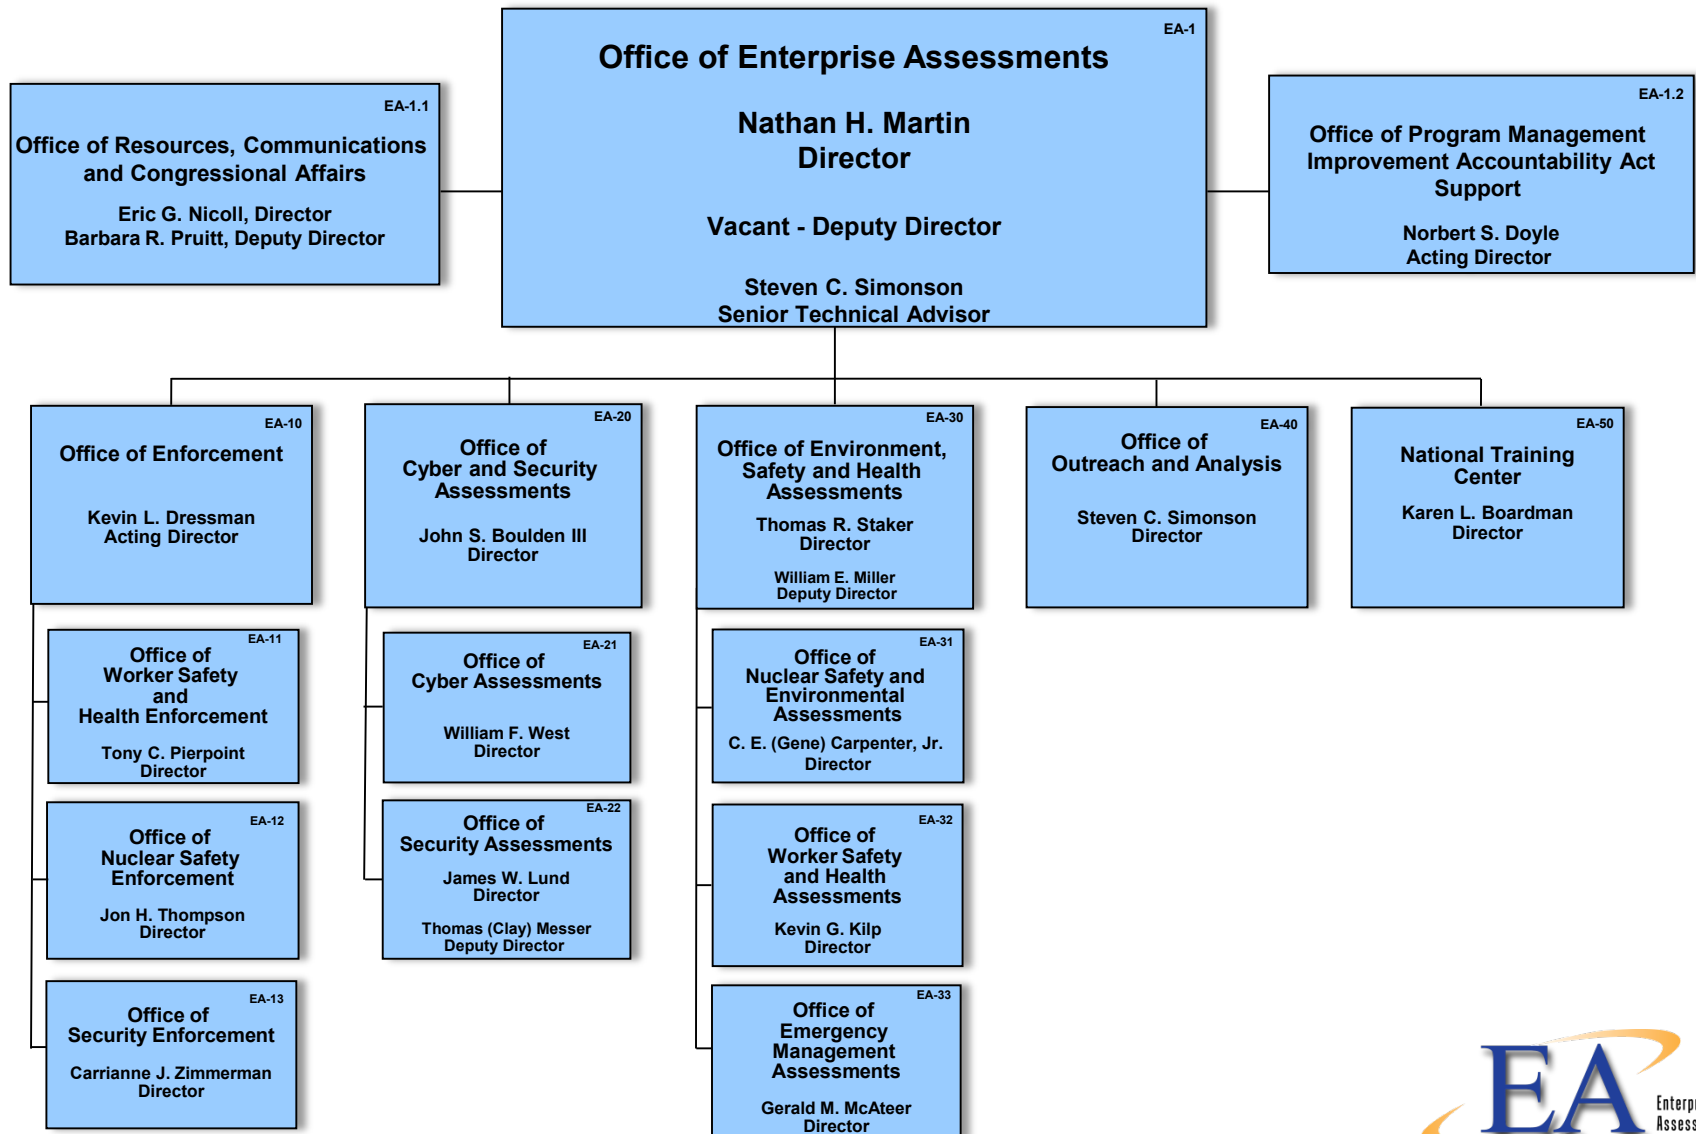 EA-1
Office of Enterprise Assessments
Nathan H. Martin
Director
Vacant - Deputy Director
Steven C. Simonson
Senior Technical Advisor
EA-1.1
Office of Resources, Communications
and Congressional Affairs
Eric G. Nicoll, Director
Barbara R. Pruitt, Deputy Director
EA-1.2
Office of Program Management
Improvement Accountability Act
Support
Norbert S. Doyle
Acting Director
EA-10
Office of Enforcement
Kevin L. Dressman
Acting Director
EA-11
Office of
Worker Safety
and
Health Enforcement
Tony C. Pierpoint
Director
EA-12
Office of
Nuclear Safety
Enforcement
Jon H. Thompson
Director
EA-13
Office of
Security Enforcement
Carrianne J. Zimmerman
Director
EA-20
Office of
Cyber and Security
Assessments
John S. Boulden III
Director
EA-21
Office of
Cyber Assessments
William F. West
Director
EA-22
Office of
Security Assessments
James W. Lund
Director
Thomas (Clay) Messer
Deputy Director
EA-30
Office of Environment,
Safety and Health
Assessments
Thomas R. Staker
Director
William E. Miller
Deputy Director
EA-31
Office of
Nuclear Safety and
Environmental
Assessments
C. E. (Gene) Carpenter, Jr.
Director
EA-32
Office of
Worker Safety
and Health
Assessments
Kevin G. Kilp
Director
EA-33
Office of
Emergency
Management
Assessments
Gerald M. McAteer
Director
EA-40
Office of
Outreach and Analysis
Steven C. Simonson
Director
EA-50
National Training
Center
Karen L. Boardman
Director
EA